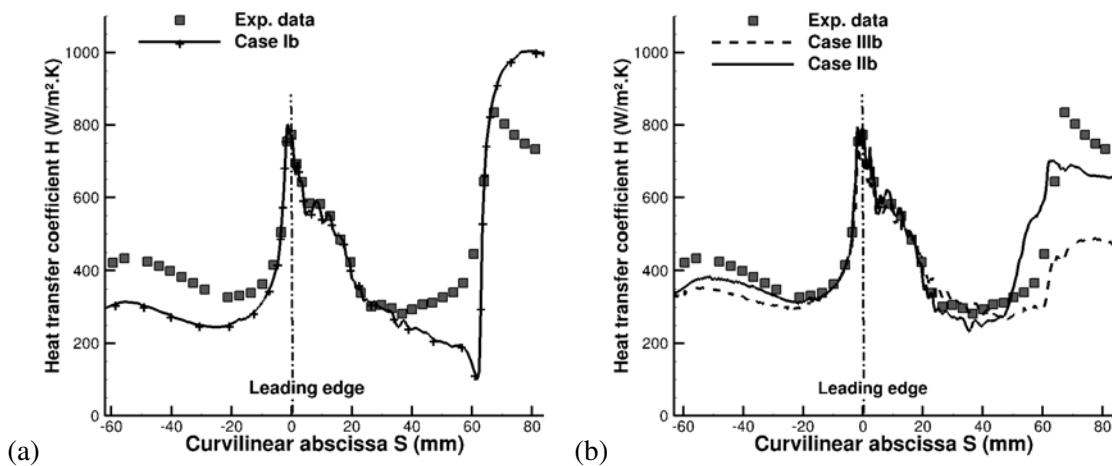 Exp. data
Case Ib
Heat transfer coefficient H (W/m².K)
1000
800
600
400
200
0
Leading edge
-60 -40 -20 0 20 40 60 80
Curvilinear abscissa S (mm)
(a)
Exp. data
Case IIIb
Case IIb
Heat transfer coefficient H (W/m².K)
1000
800
600
400
200
0
Leading edge
-60 -40 -20 0 20 40 60 80
Curvilinear abscissa S (mm)
(b)